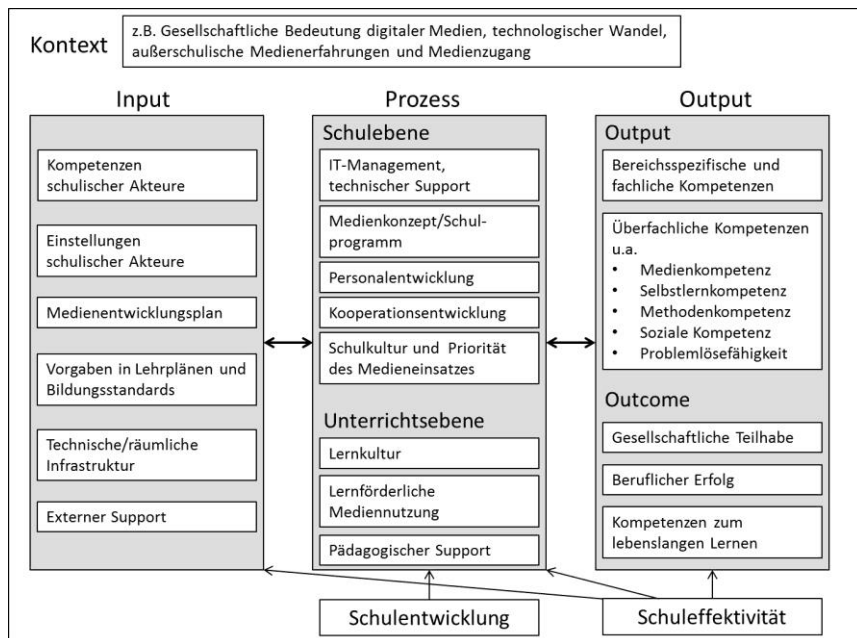 Kontext
z.B. Gesellschaftliche Bedeutung digitaler Medien, technologischer Wandel,
außerschulische Medienerfahrungen und Medienzugang
Input
Kompetenzen
schulischer Akteure
Einstellungen
schulischer Akteure
Medienentwicklungsplan
Vorgaben in Lehrplänen und
Bildungsstandards
Technische/räumliche
Infrastruktur
Externer Support
Prozess
Schulebene
IT-Management,
technischer Support
Medienkonzept/Schul-
programm
Personalentwicklung
Kooperationsentwicklung
Schulkultur und Priorität
des Medieneinsatzes
Unterrichtsebene
Lernkultur
Lernförderliche
Mediennutzung
Pädagogischer Support
Output
Output
Bereichsspezifische und
fachliche Kompetenzen
Überfachliche Kompetenzen
u.a.
• Medienkompetenz
• Selbstlernkompetenz
• Methodenkompetenz
• Soziale Kompetenz
• Problemlösefähigkeit
Outcome
Gesellschaftliche Teilhabe
Beruflicher Erfolg
Kompetenzen zum
lebenslangen Lernen
Schulentwicklung
Schuleffektivität